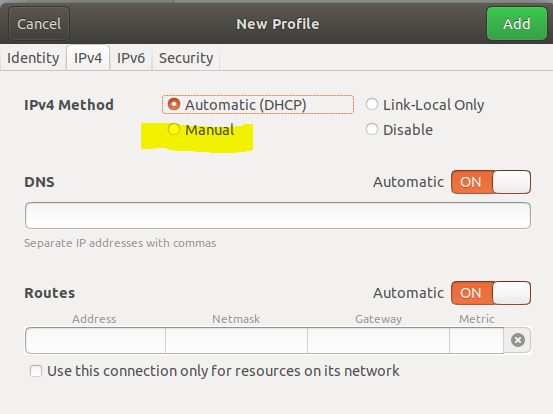 Cancel New Profile Add
Identity IPv4 IPv6 Security
IPv4 Method Automatic (DHCP) Link-Local Only
Manual Disable
DNS Automatic ON
Separate IP addresses with commas
Routes Automatic ON
Address Netmask Gateway Metric
Use this connection only for resources on its network